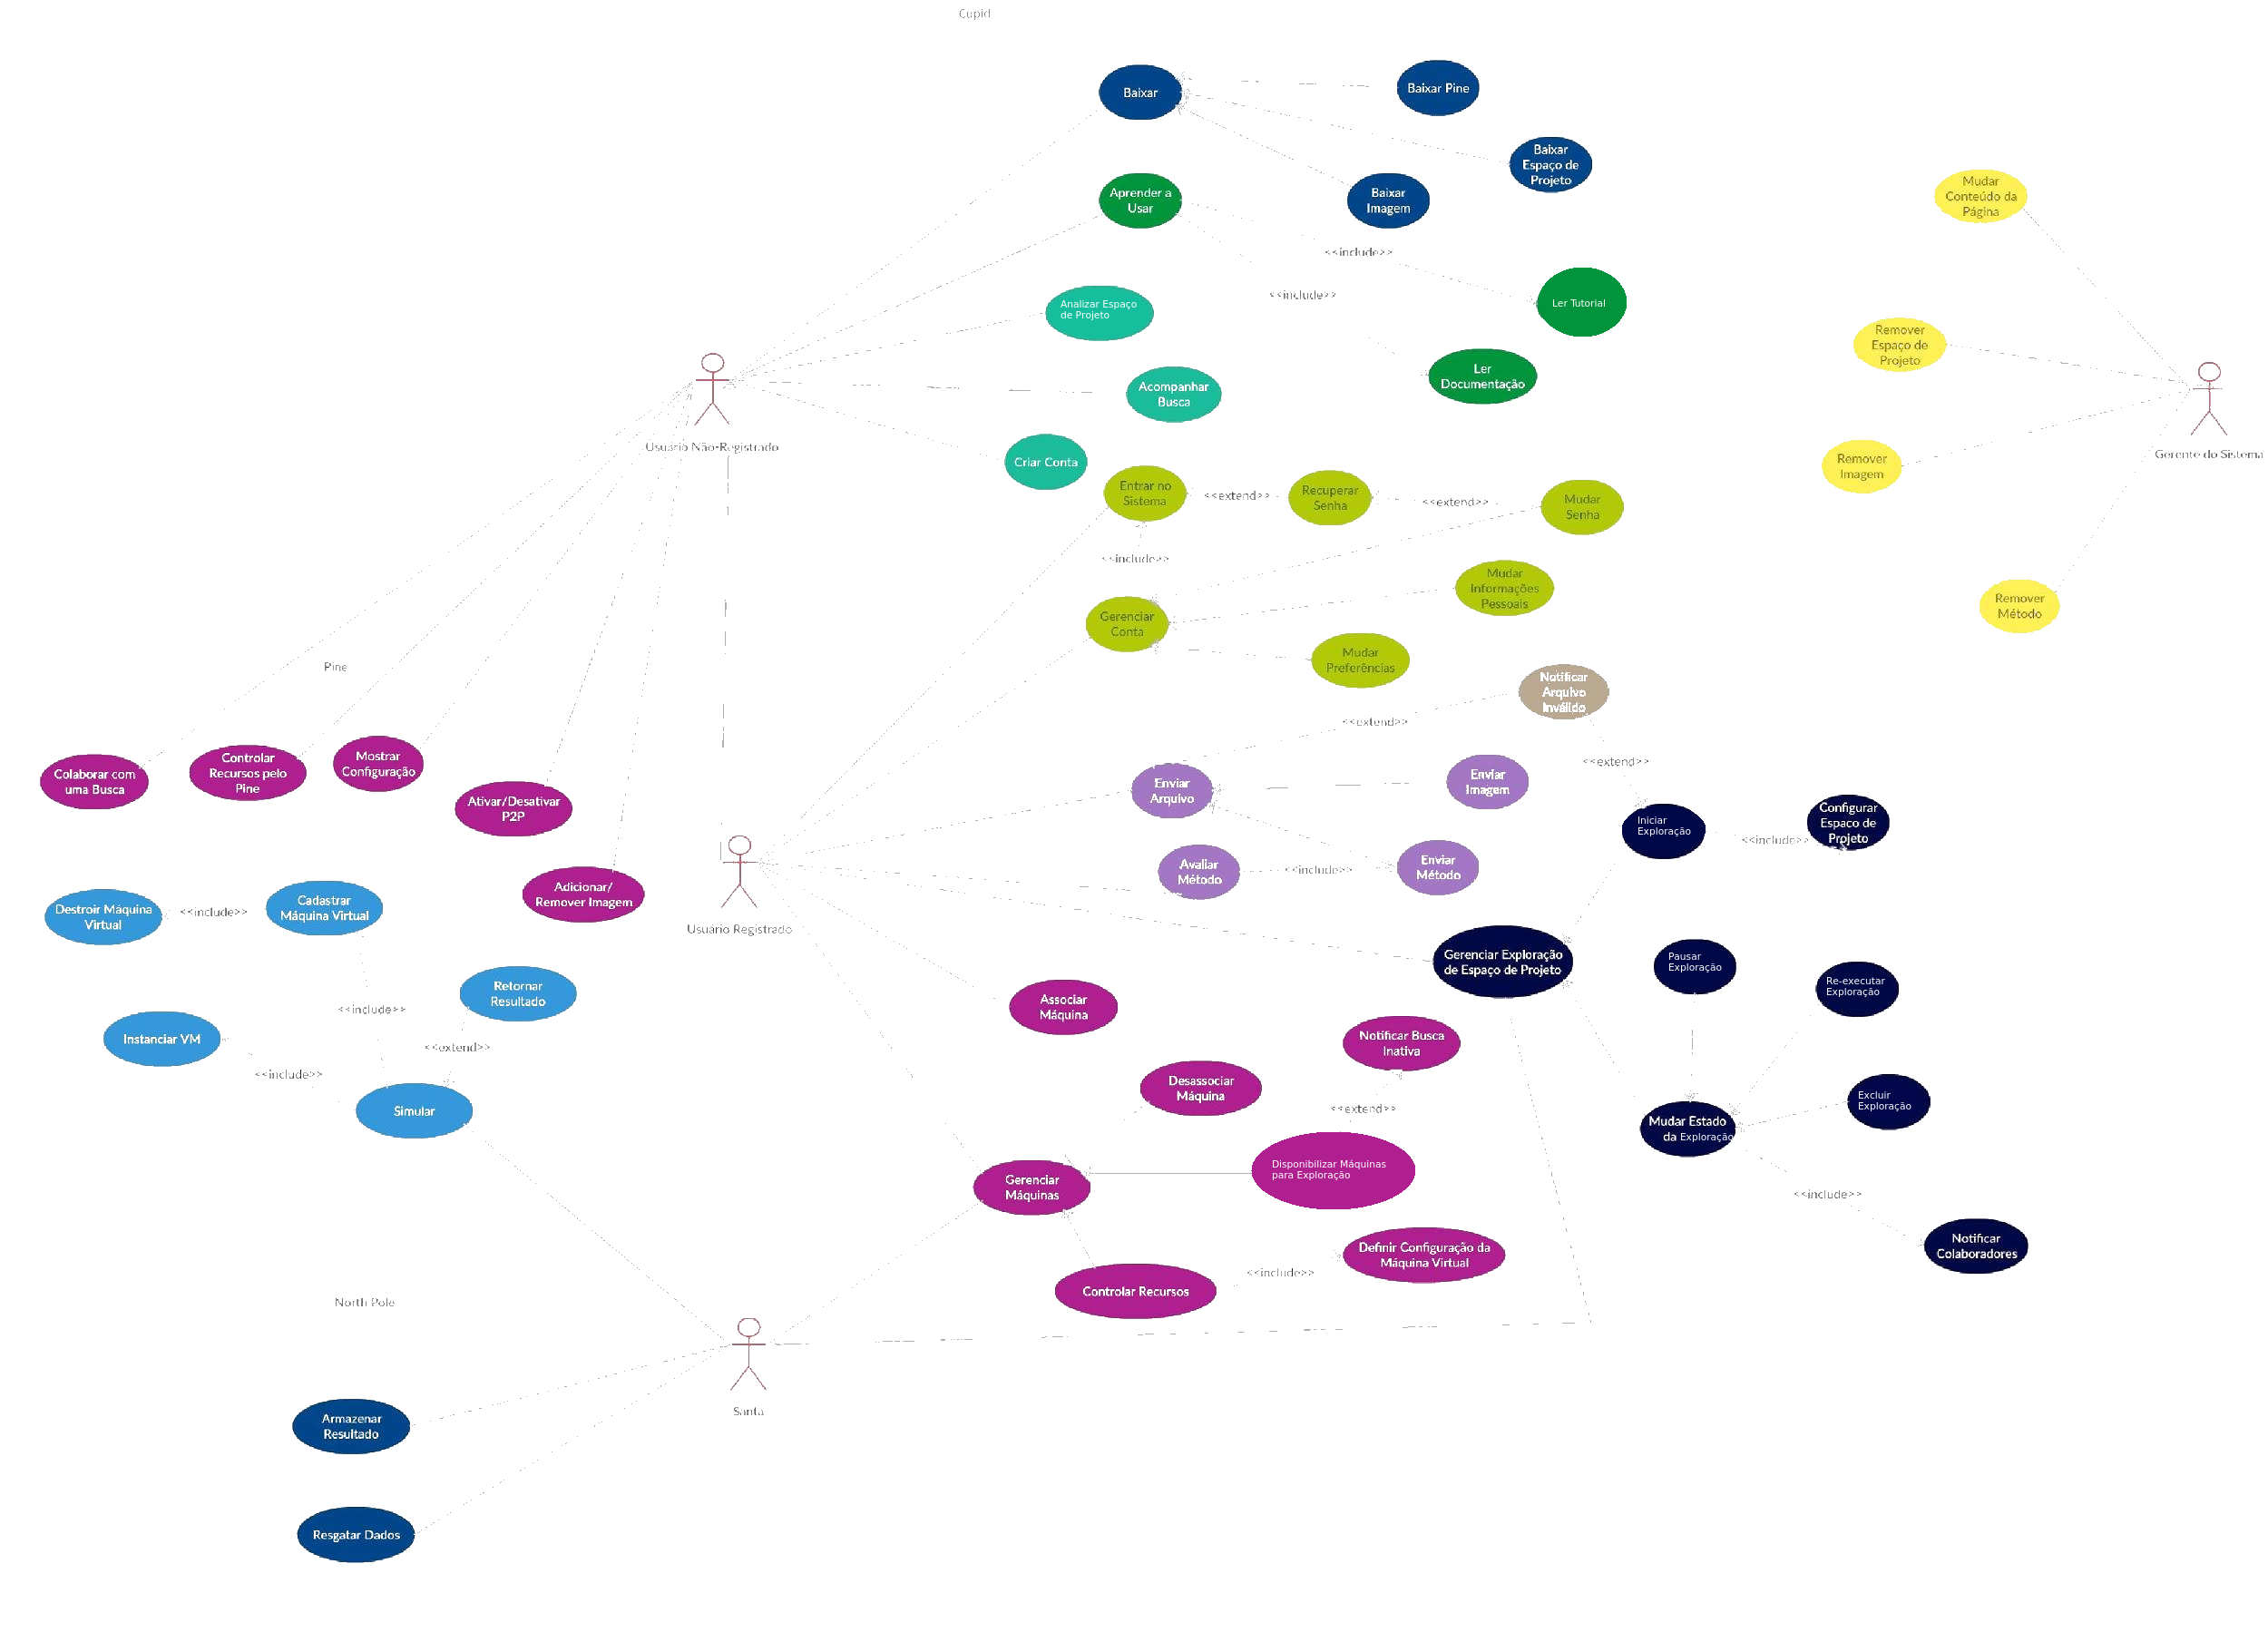 Cupid
Baixar
Baixar Pine
Baixar
Espaço de
Projeto
Baixar
Imagem
Aprender a
Usar
<<include>>
<<include>>
Ler Tutorial
Ler
Documentação
Mudar
Conteúdo da
Página
Remover
Espaço de
Projeto
Remover
Imagem
Remover
Método
Gerente do Sistema
Analizar Espaço
de Projeto
Acompanhar
Busca
Criar Conta
Usuário Não-Registrado
Entrar no
Sistema
<<extend>>
Recuperar
Senha
<<extend>>
Mudar
Senha
<<include>>
Gerenciar
Conta
Mudar
Informações
Pessoais
Mudar
Preferências
Pine
Colaborar com
uma Busca
Controlar
Recursos pelo
Pine
Mostrar
Configuração
Ativar/Desativar
P2P
Adicionar/
Remover Imagem
Notificar
Arquivo
Inválido
<<extend>>
<<extend>>
Enviar
Arquivo
Enviar
Imagem
Avaliar
Método
<<include>>
Enviar
Método
Iniciar
Exploração
<<include>>
Configurar
Espaco de
Projeto
Usuário Registrado
Gerenciar Exploração
de Espaço de Projeto
Pausar
Exploração
Re-executar
Exploração
Excluir
Exploração
Mudar Estado
da Exploração
<<include>>
Notificar
Colaboradores
Destroir Máquina
Virtual
<<include>>
Cadastrar
Máquina Virtual
<<include>>
Retornar
Resultado
<<extend>>
Instanciar VM
<<include>>
Simular
Associar
Máquina
Notificar Busca
Inativa
Desassociar
Máquina
<<extend>>
Gerenciar
Máquinas
Disponibilizar Máquinas
para Exploração
Controlar Recursos
<<include>>
Definir Configuração da
Máquina Virtual
North Pole
Santa
Armazenar
Resultado
Resgatar Dados